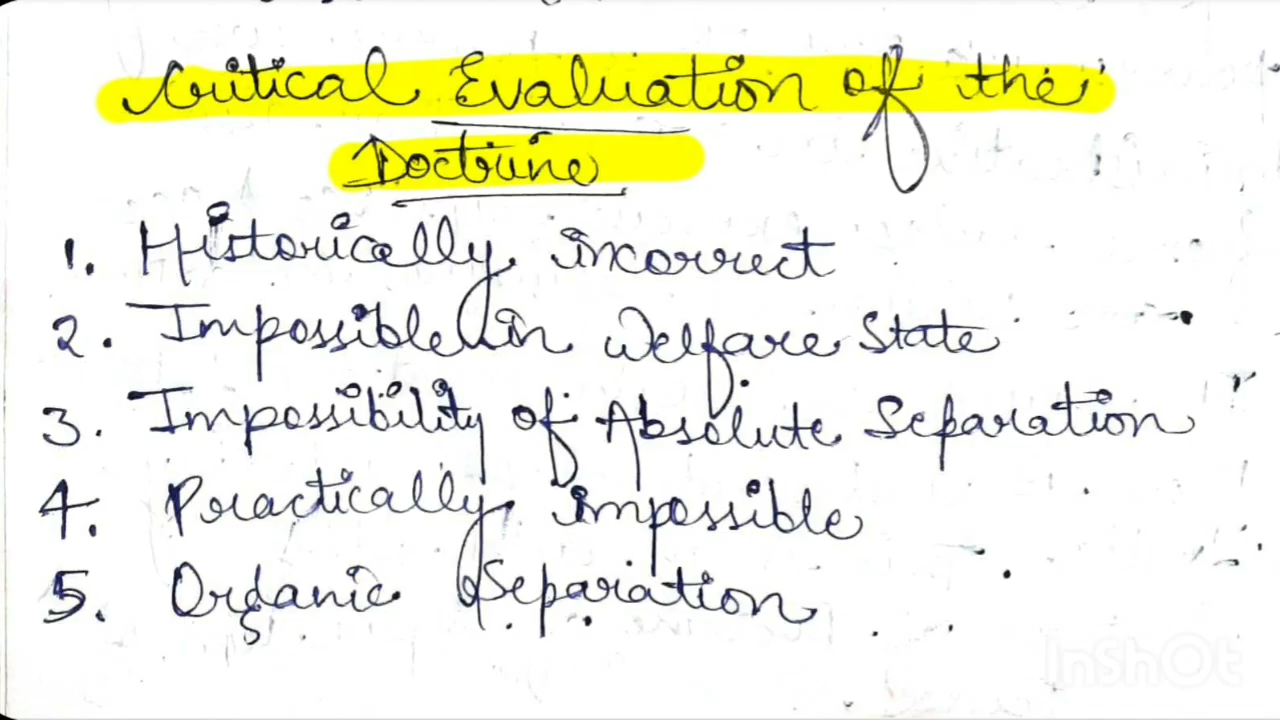 Critical Evaluation of the
Doctrine
1. Historically incorrect
2. Impossible in Welfare State
3. Impossibility of Absolute Separation
4. Practically impossible
5. Organic Separation
InShOt